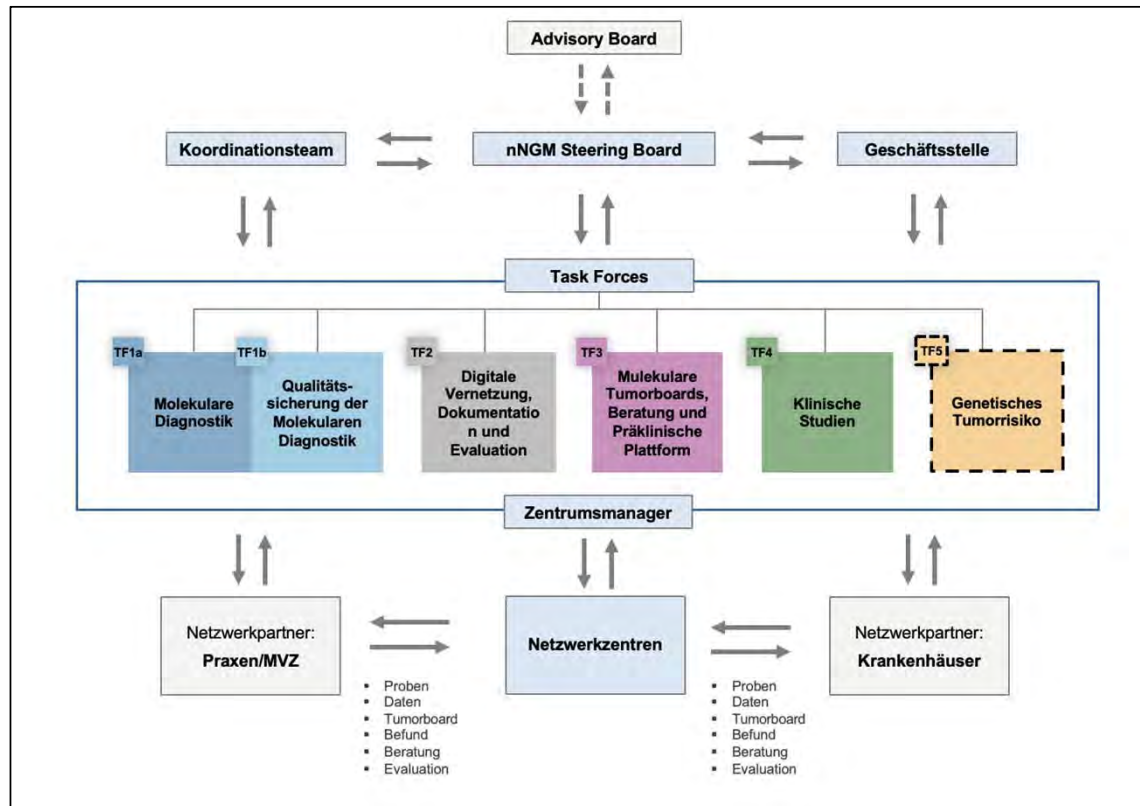 Advisory Board
Koordinationsteam
nNGM Steering Board
Geschäftsstelle
Task Forces
TF1a
Molekulare
Diagnostik
TF1b
Qualitäts-
sicherung der
Molekularen
Diagnostik
TF2
Digitale
Vernetzung,
Dokumentatio
n und
Evaluation
TF3
Mulekulare
Tumorboards,
Beratung und
Präklinische
Plattform
TF4
Klinische
Studien
TF5
Genetisches
Tumorrisiko
Zentrumsmanager
Netzwerkpartner:
Praxen/MVZ
Netzwerkzentren
Netzwerkpartner:
Krankenhäuser
▪ Proben
▪ Daten
▪ Tumorboard
▪ Befund
▪ Beratung
▪ Evaluation
▪ Proben
▪ Daten
▪ Tumorboard
▪ Befund
▪ Beratung
▪ Evaluation